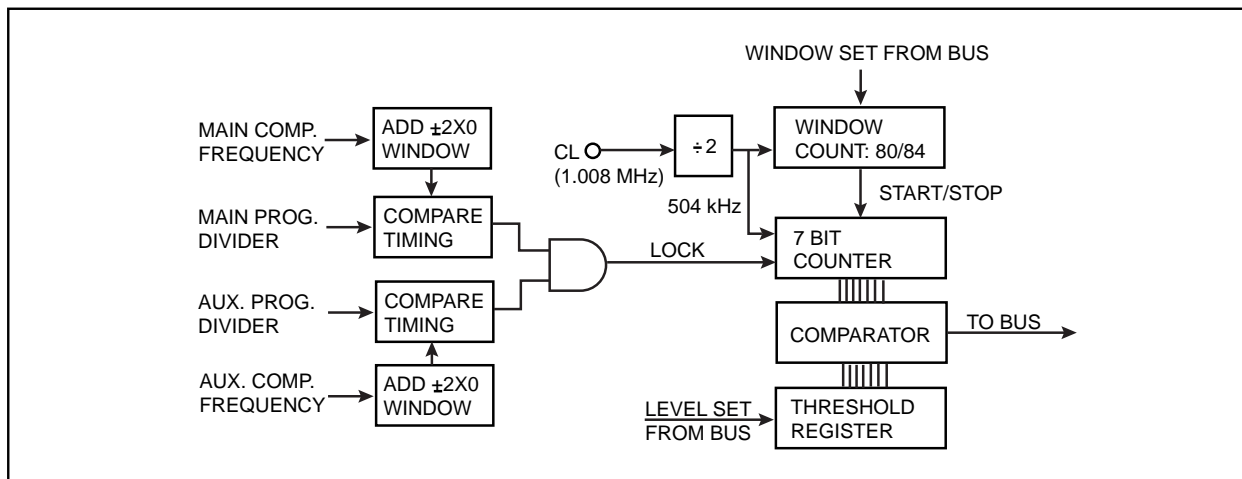 WINDOW SET FROM BUS
MAIN COMP.
FREQUENCY
ADD ±2X0
WINDOW
CL
(1.008 MHz)
÷2
WINDOW
COUNT: 80/84
504 kHz
START/STOP
MAIN PROG.
DIVIDER
COMPARE
TIMING
LOCK
7 BIT
COUNTER
AUX. PROG.
DIVIDER
COMPARE
TIMING
COMPARATOR
TO BUS
AUX. COMP.
FREQUENCY
ADD ±2X0
WINDOW
LEVEL SET
FROM BUS
THRESHOLD
REGISTER